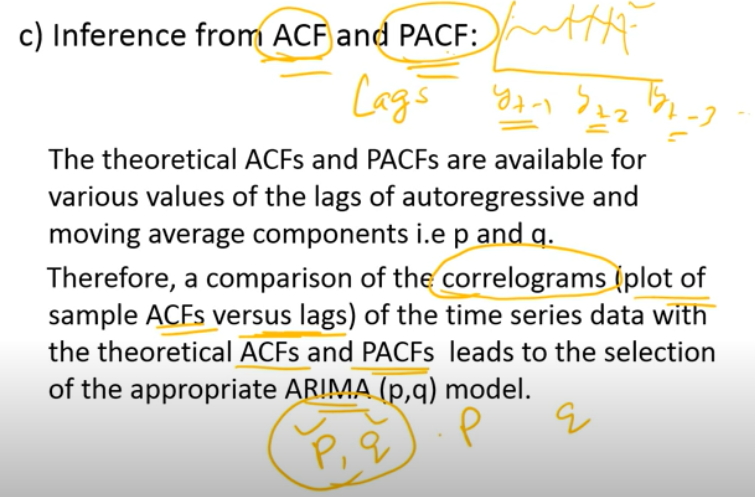 c) Inference from ACF and PACF:
Lags yt-1 yt-2 yt-3
The theoretical ACFs and PACFs are available for
various values of the lags of autoregressive and
moving average components i.e p and q.
Therefore, a comparison of the correlograms (plot of
sample ACFs versus lags) of the time series data with
the theoretical ACFs and PACFs leads to the selection
of the appropriate ARIMA (p,q) model.
p, q . p q